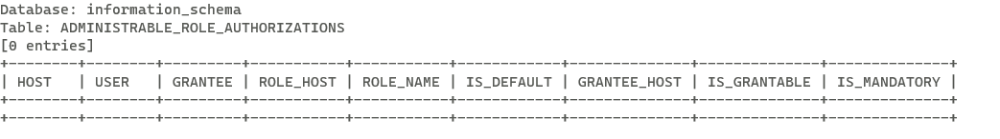 Database: information_schema
Table: ADMINISTRABLE_ROLE_AUTHORIZATIONS
[0 entries]
+--------+--------+---------+-----------+-----------+------------+--------------+--------------+--------------+
| HOST   | USER   | GRANTEE | ROLE_HOST | ROLE_NAME | IS_DEFAULT | GRANTEE_HOST | IS_GRANTABLE | IS_MANDATORY |
+--------+--------+---------+-----------+-----------+------------+--------------+--------------+--------------+
+--------+--------+---------+-----------+-----------+------------+--------------+--------------+--------------+